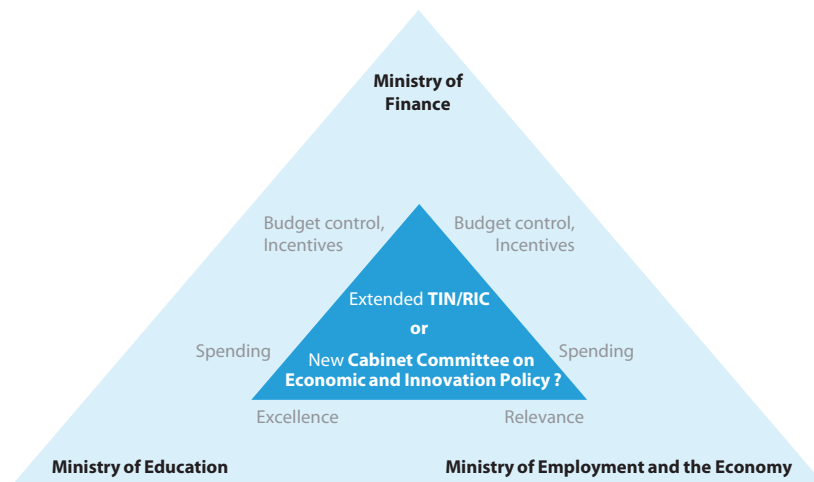 Ministry of
Finance
Budget control,
Incentives
Budget control,
Incentives
Extended TIN/RIC
or
New Cabinet Committee on
Economic and Innovation Policy ?
Spending
Spending
Excellence
Relevance
Ministry of Education
Ministry of Employment and the Economy